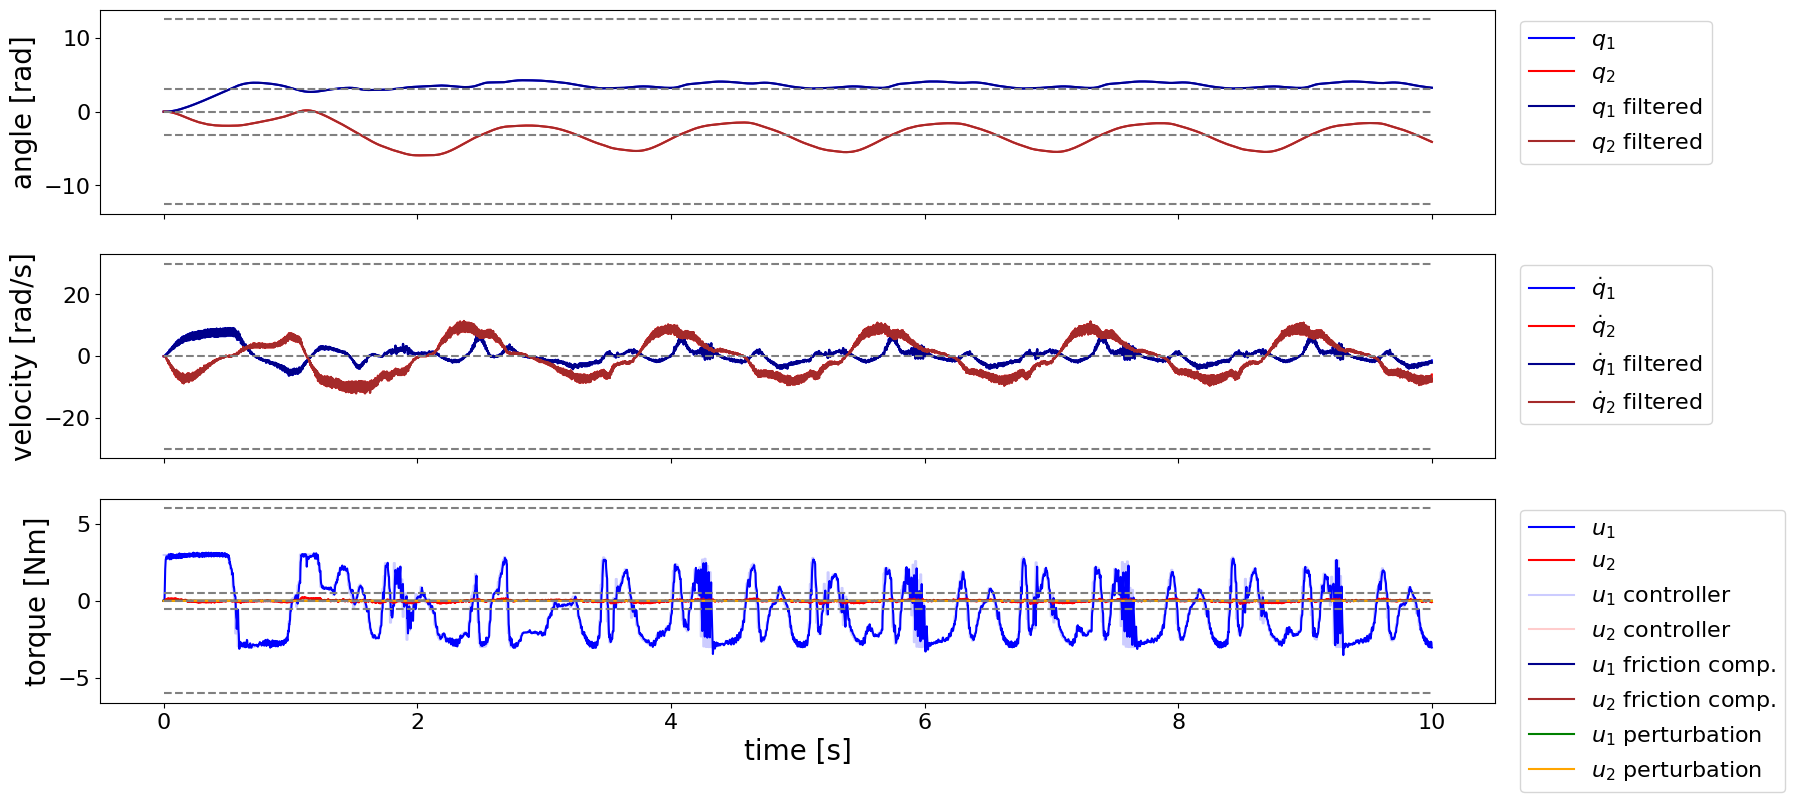 angle [rad]
10
0
−10
q₁
q₂
q₁ filtered
q₂ filtered
velocity [rad/s]
20
0
−20
q̇₁
q̇₂
q̇₁ filtered
q̇₂ filtered
torque [Nm]
5
0
−5
0 2 4 6 8 10
time [s]
u₁
u₂
u₁ controller
u₂ controller
u₁ friction comp.
u₂ friction comp.
u₁ perturbation
u₂ perturbation